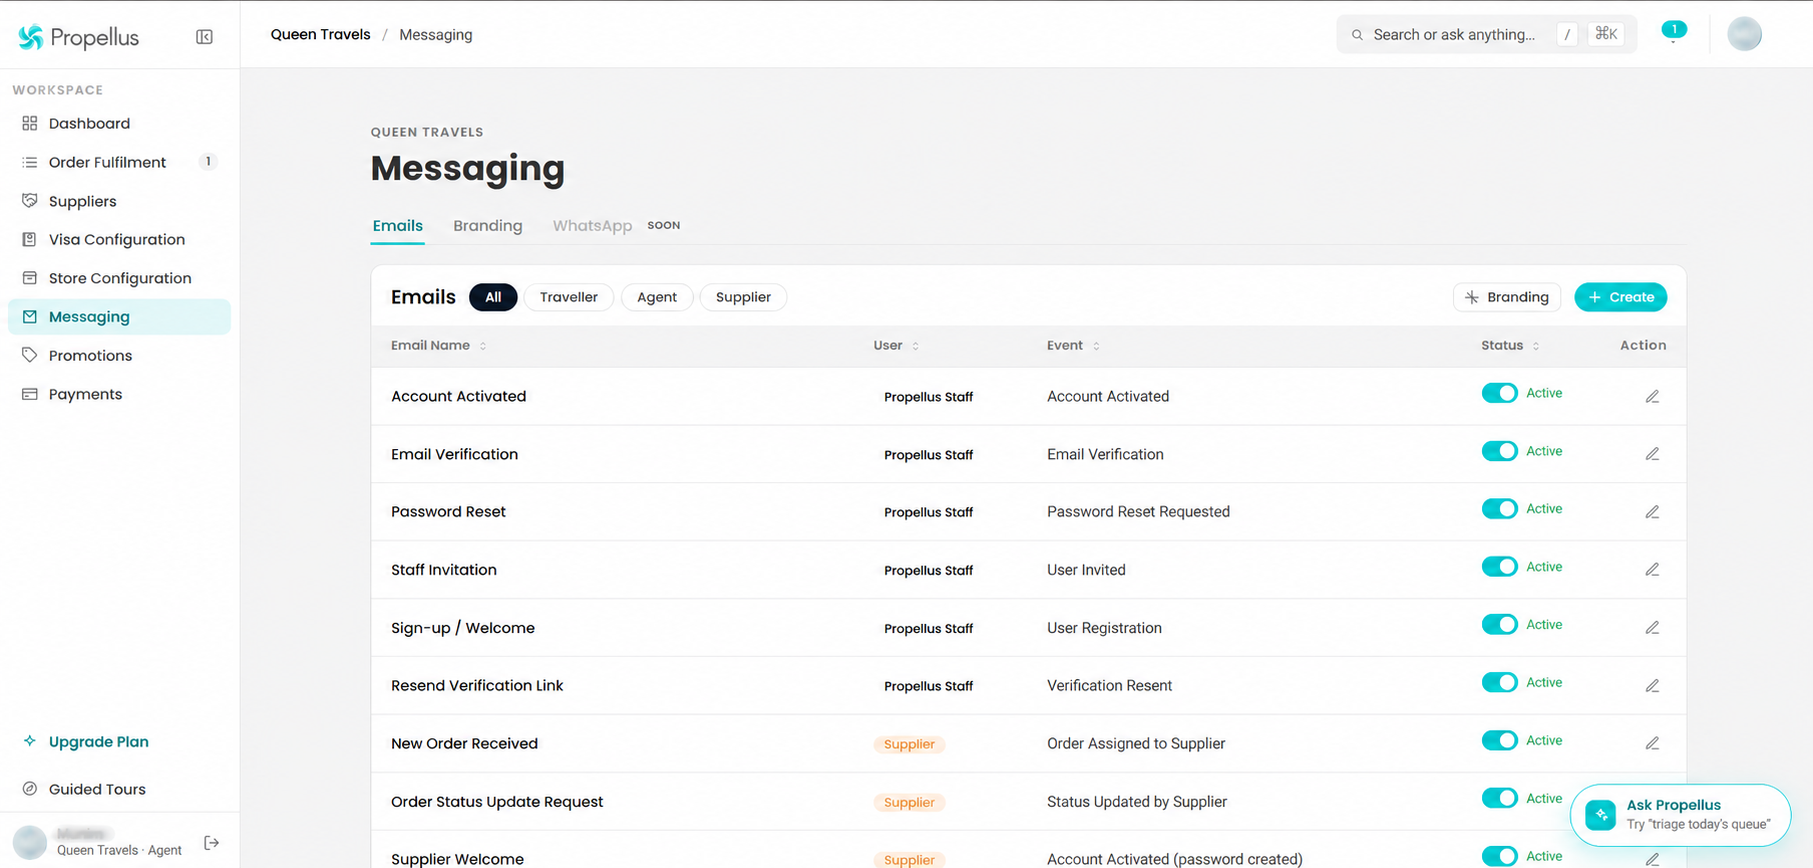 Propellus
Queen Travels / Messaging
Search or ask anything... / ⌘K
1
WORKSPACE
Dashboard
Order Fulfilment 1
Suppliers
Visa Configuration
Store Configuration
Messaging
Promotions
Payments
Upgrade Plan
Guided Tours
Queen Travels · Agent
QUEEN TRAVELS
Messaging
Emails Branding WhatsApp SOON
Emails All Traveller Agent Supplier Branding + Create
Email Name User Event Status Action
Account Activated Propellus Staff Account Activated Active
Email Verification Propellus Staff Email Verification Active
Password Reset Propellus Staff Password Reset Requested Active
Staff Invitation Propellus Staff User Invited Active
Sign-up / Welcome Propellus Staff User Registration Active
Resend Verification Link Propellus Staff Verification Resent Active
New Order Received Supplier Order Assigned to Supplier Active
Order Status Update Request Supplier Status Updated by Supplier Active
Supplier Welcome Supplier Account Activated (password created) Active
Ask Propellus
Try "triage today's queue"